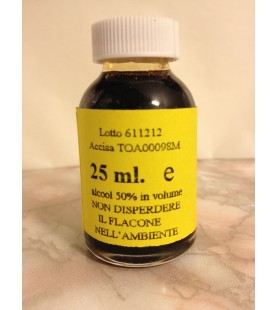 Lotto 611212
Accisa TOA00098M
25 ml. e
alcool 50% in volume
NON DISPERDERE
IL FLACONE
NELL'AMBIENTE